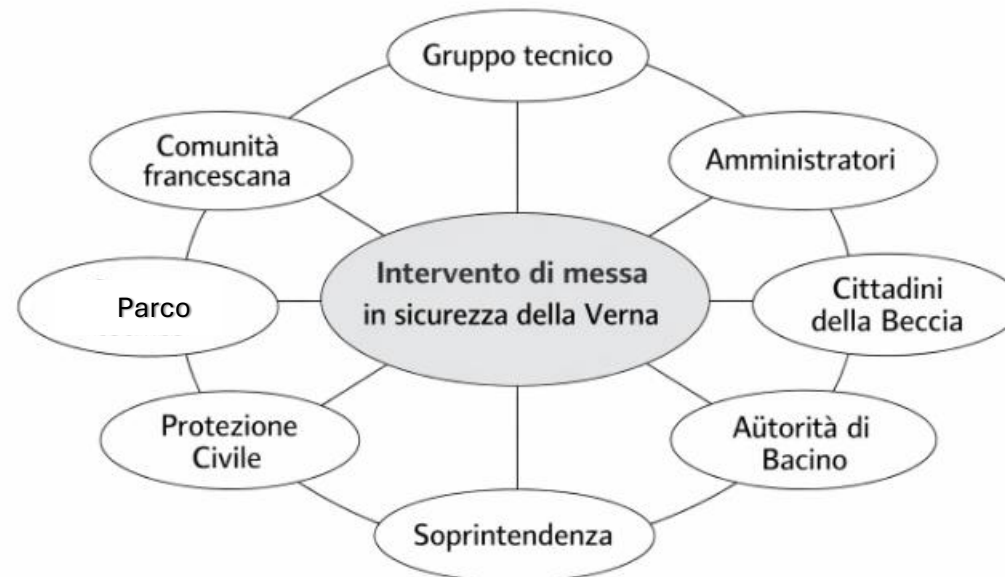 Gruppo tecnico
Comunità
francescana
Amministratori
Parco
Intervento di messa
in sicurezza della Verna
Cittadini
della Beccia
Protezione
Civile
Aütorità di
Bacino
Soprintendenza